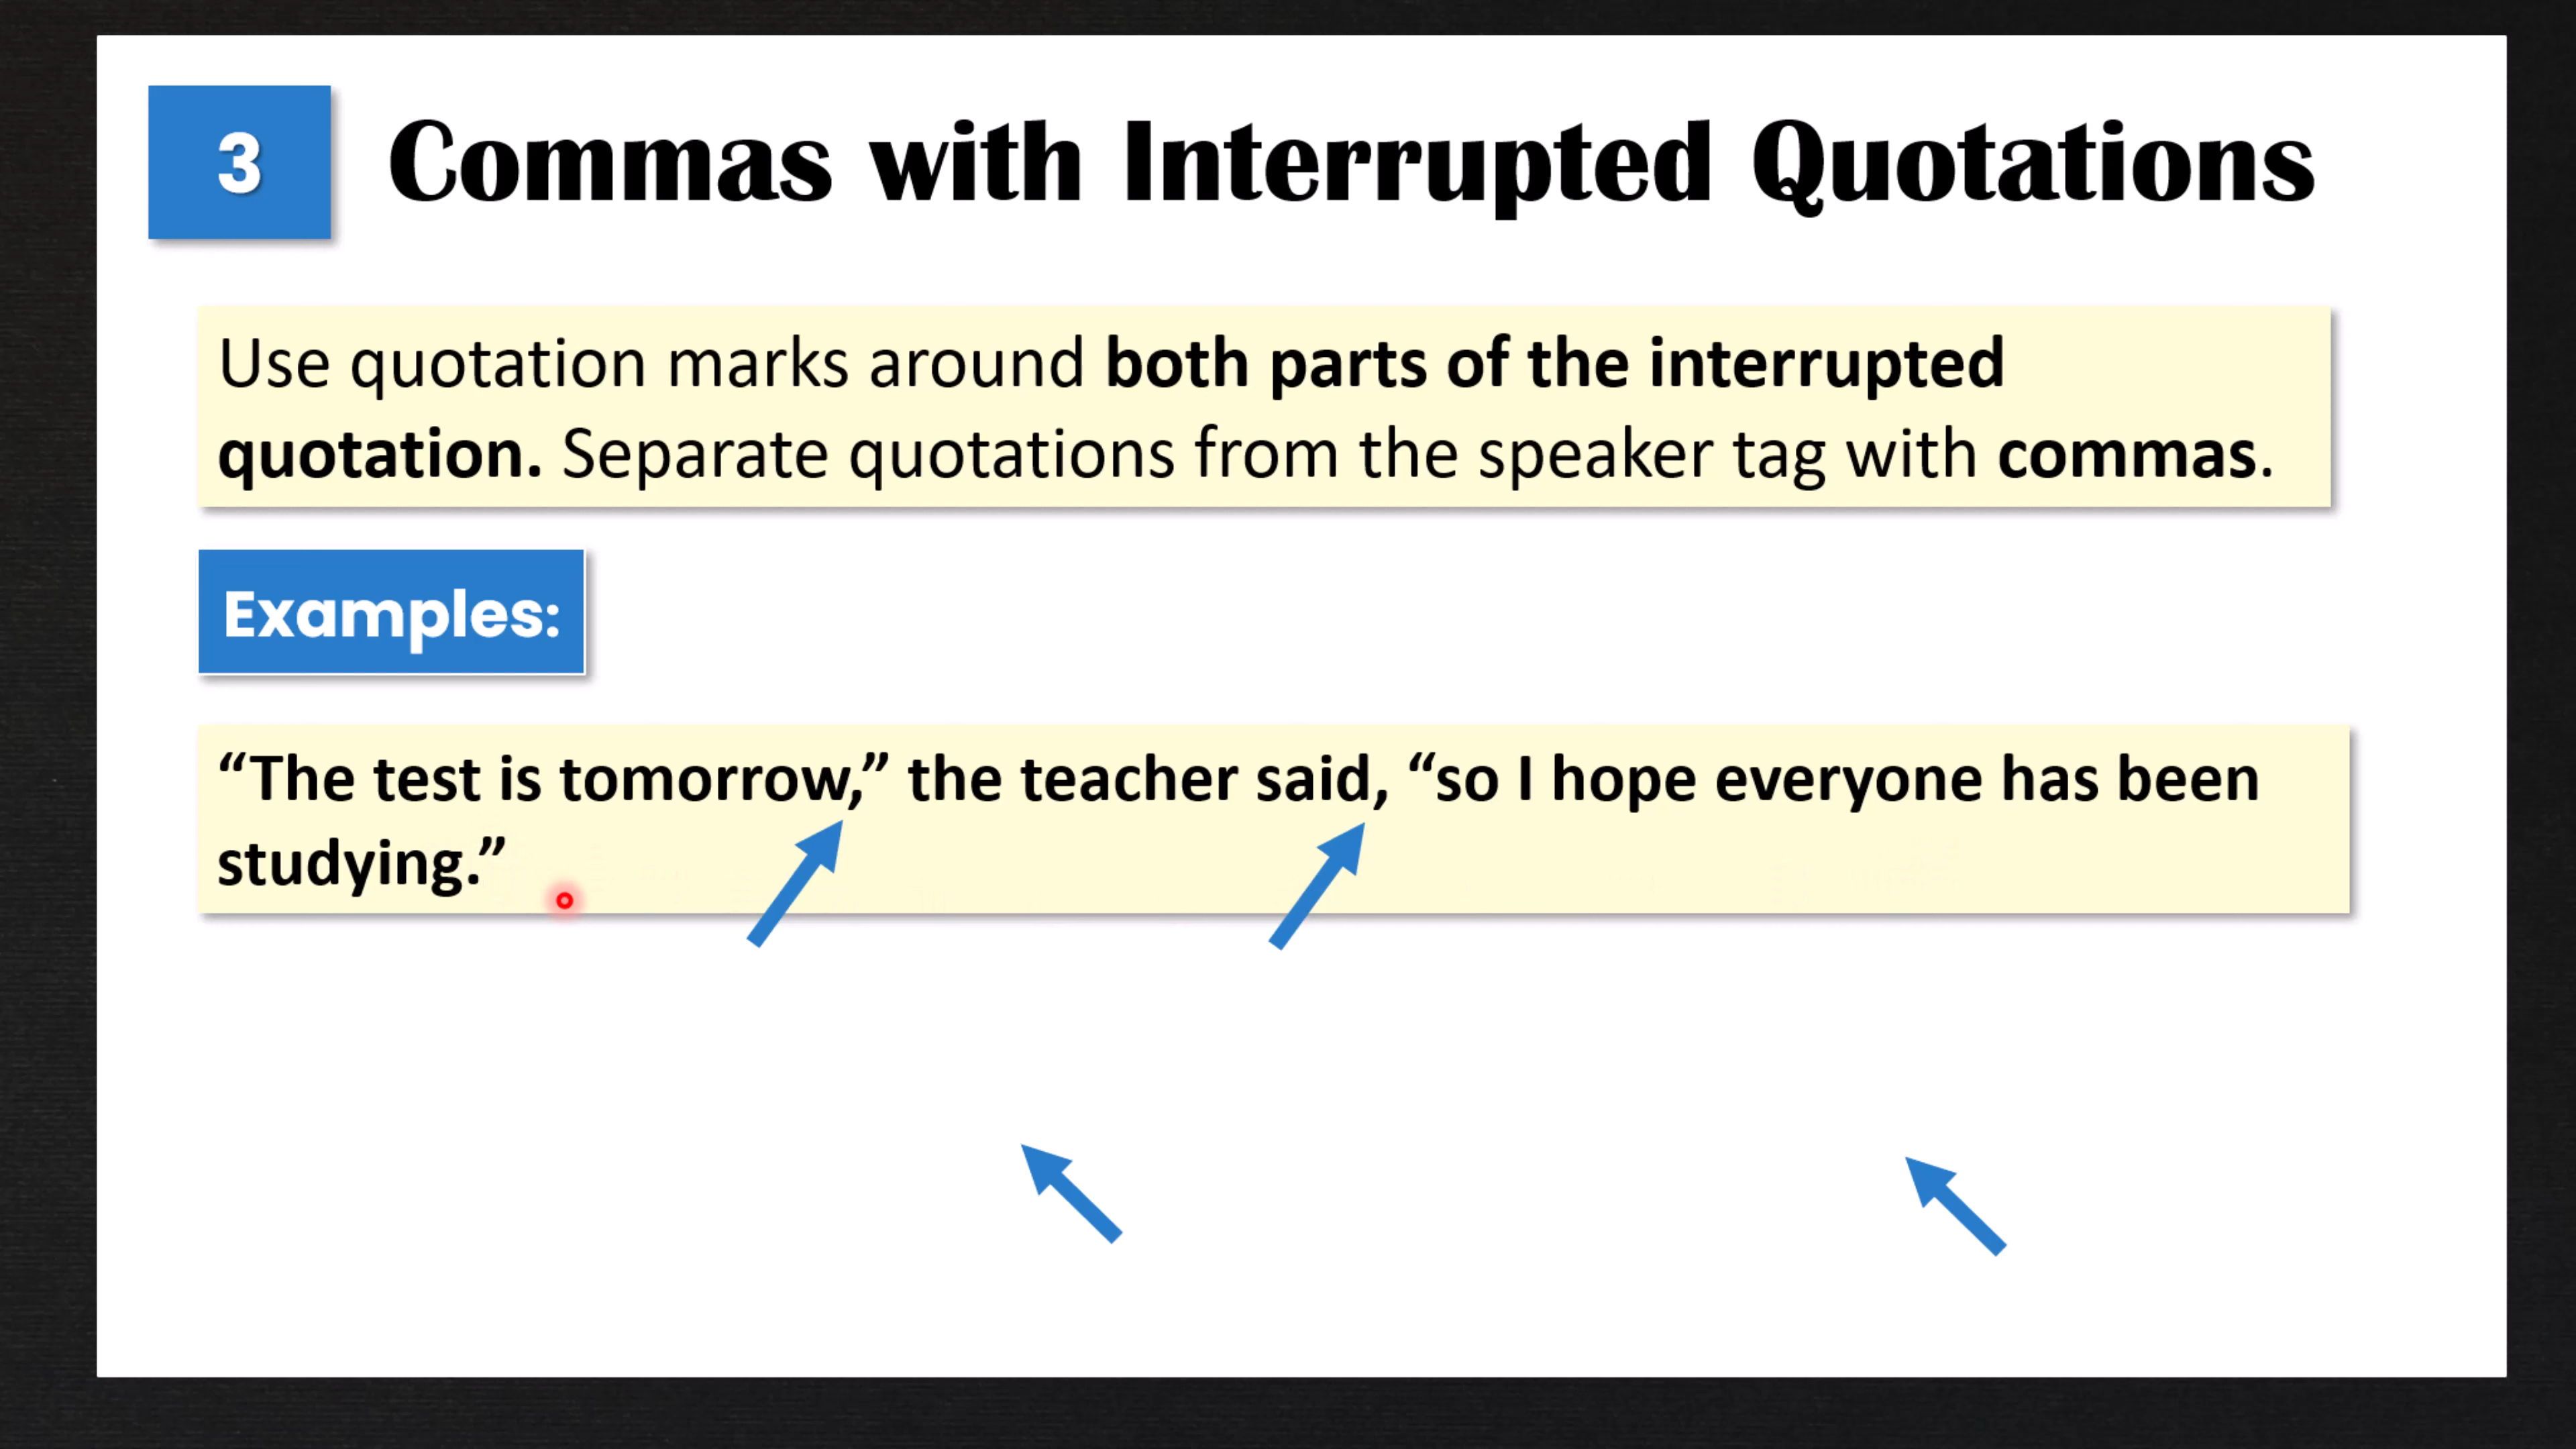 3
Commas with Interrupted Quotations
Use quotation marks around both parts of the interrupted
quotation. Separate quotations from the speaker tag with commas.
Examples:
“The test is tomorrow,” the teacher said, “so I hope everyone has been
studying.”